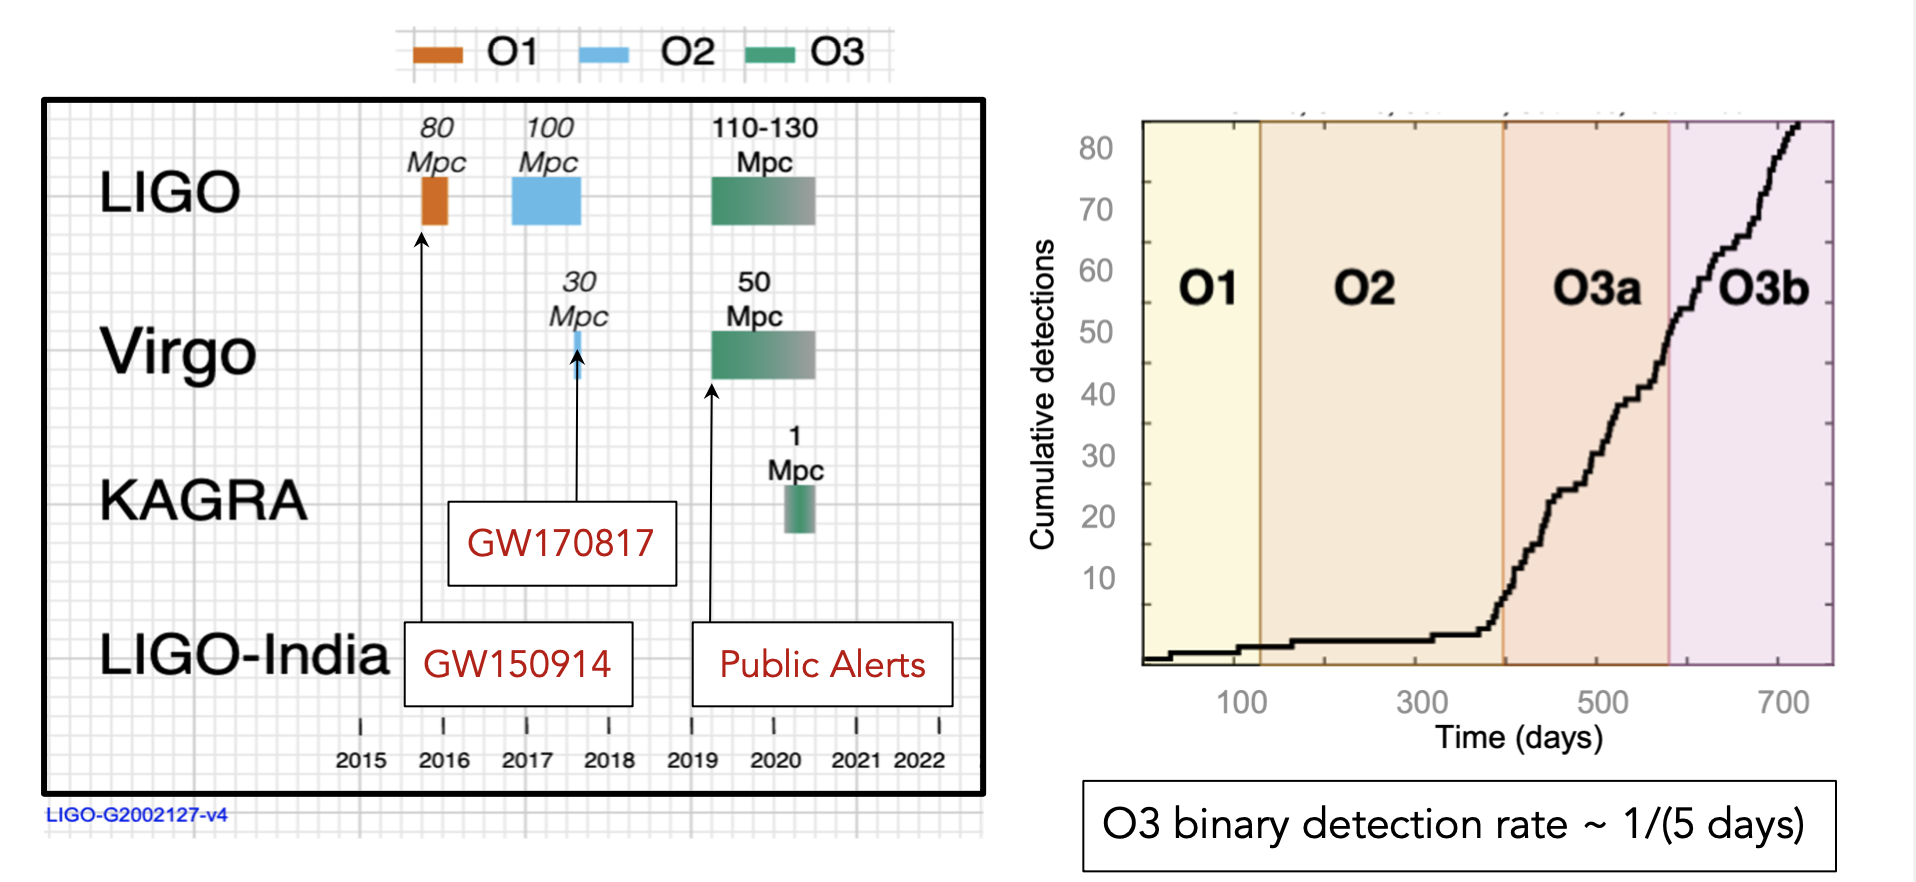 O1 O2 O3
80
Mpc
100
Mpc
110-130
Mpc
LIGO
30
Mpc
50
Mpc
Virgo
1
Mpc
KAGRA
GW170817
LIGO-India
GW150914
Public Alerts
2015 2016 2017 2018 2019 2020 2021 2022
LIGO-G2002127-v4
Cumulative detections
80
70
60
50
40
30
20
10
O1 O2 O3a O3b
100 300 500 700
Time (days)
O3 binary detection rate ~ 1/(5 days)